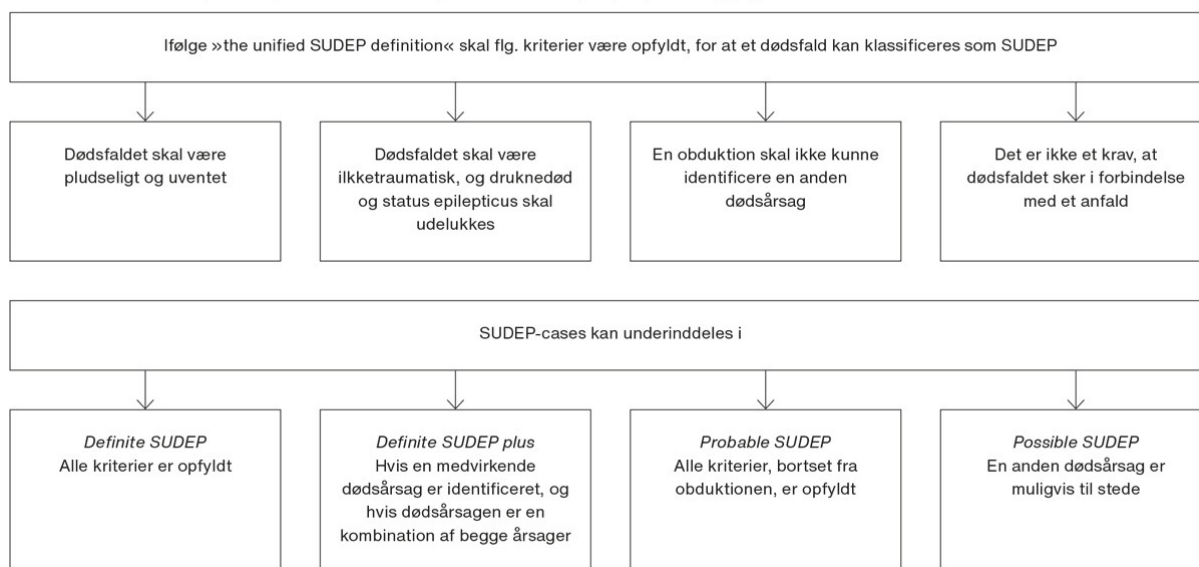 Ifølge »the unified SUDEP definition« skal flg. kriterier være opfyldt, for at et dødsfald kan klassificeres som SUDEP
Dødsfaldet skal være
pludseligt og uventet
Dødsfaldet skal være
ilkketraumatisk, og druknedød
og status epilepticus skal
udelukkes
En obduktion skal ikke kunne
identificere en anden
dødsårsag
Det er ikke et krav, at
dødsfaldet sker i forbindelse
med et anfald
SUDEP-cases kan underinddeles i
Definite SUDEP
Alle kriterier er opfyldt
Definite SUDEP plus
Hvis en medvirkende
dødsårsag er identificeret, og
hvis dødsårsagen er en
kombination af begge årsager
Probable SUDEP
Alle kriterier, bortset fra
obduktionen, er opfyldt
Possible SUDEP
En anden dødsårsag er
muligvis til stede